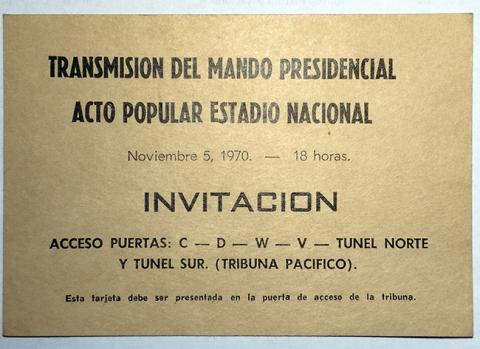 TRANSMISION DEL MANDO PRESIDENCIAL
ACTO POPULAR ESTADIO NACIONAL
Noviembre 5, 1970. — 18 horas.
INVITACION
ACCESO PUERTAS: C — D — W — V — TUNEL NORTE
Y TUNEL SUR. (TRIBUNA PACIFICO).
Esta tarjeta debe ser presentada en la puerta de acceso de la tribuna.